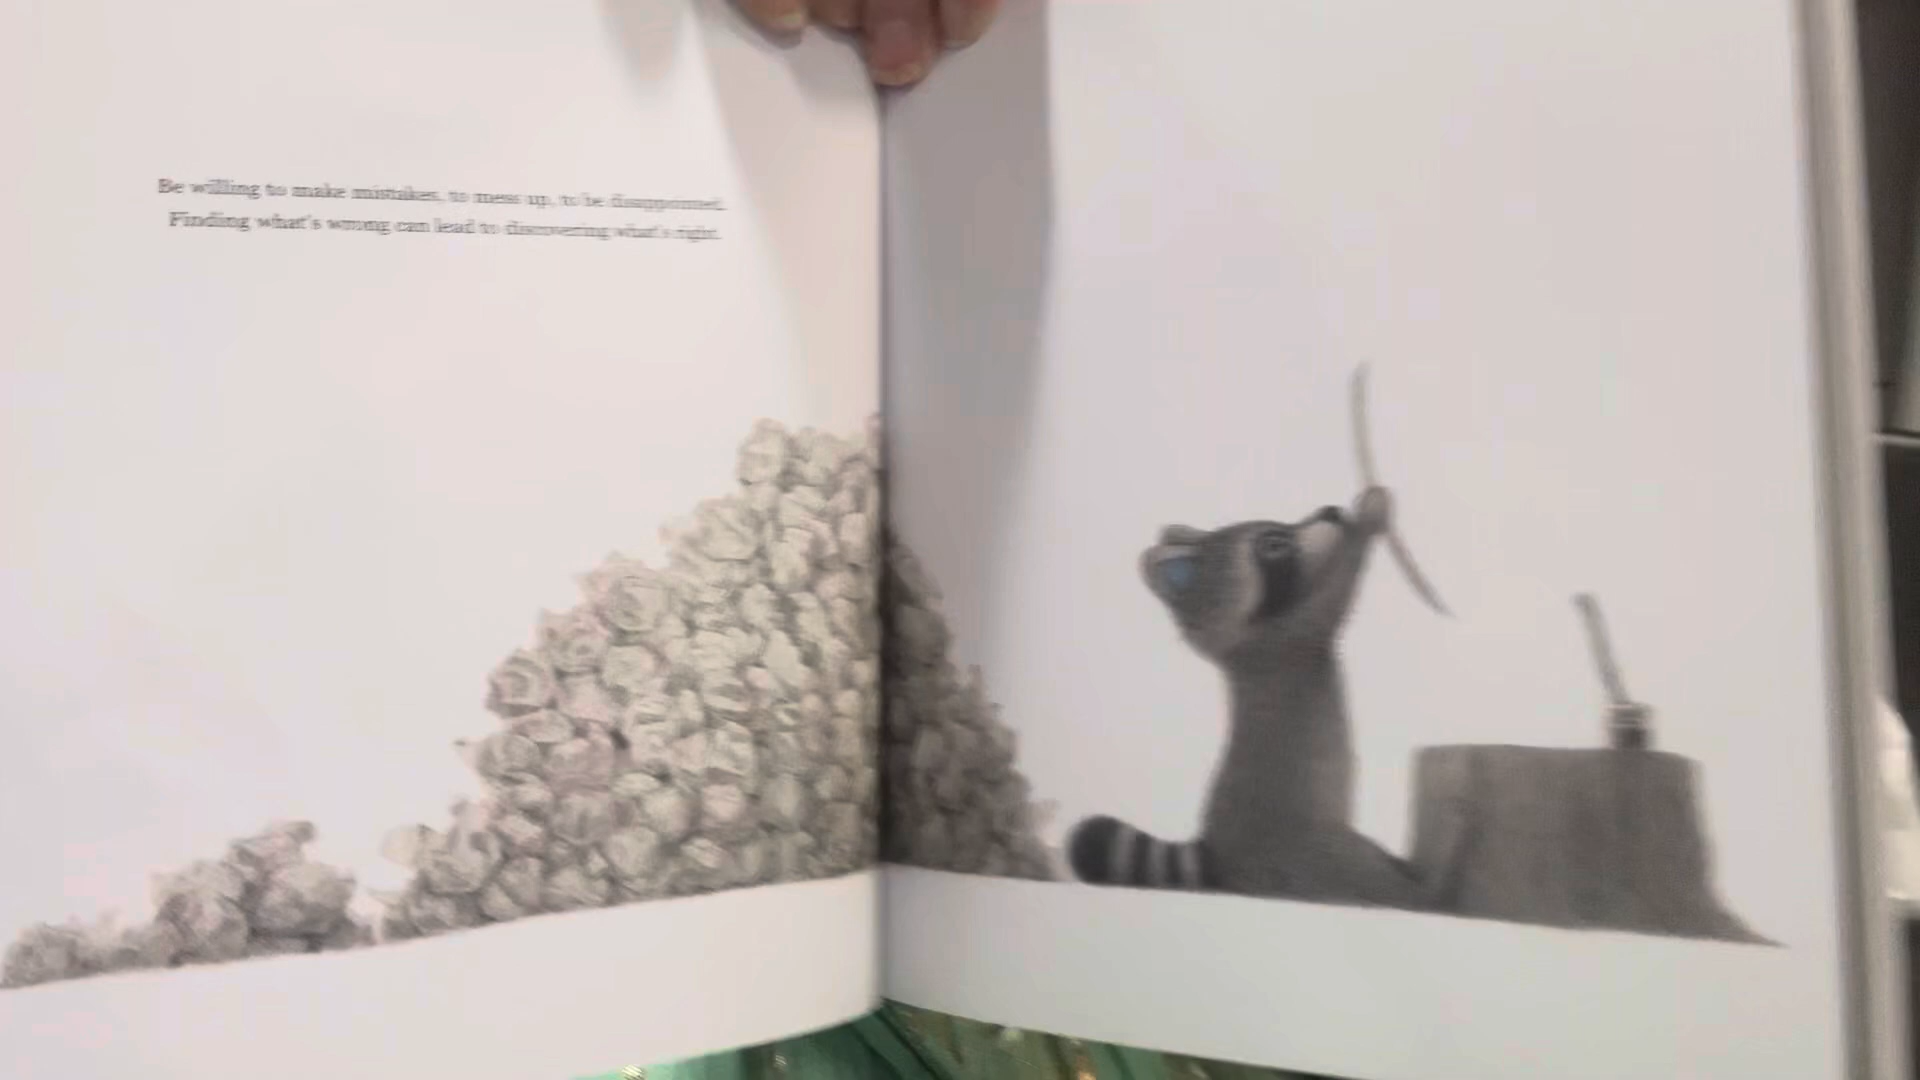 Be willing to make mistakes, to mess up, to be disappointed.
Finding what's wrong can lead to discovering what's right.